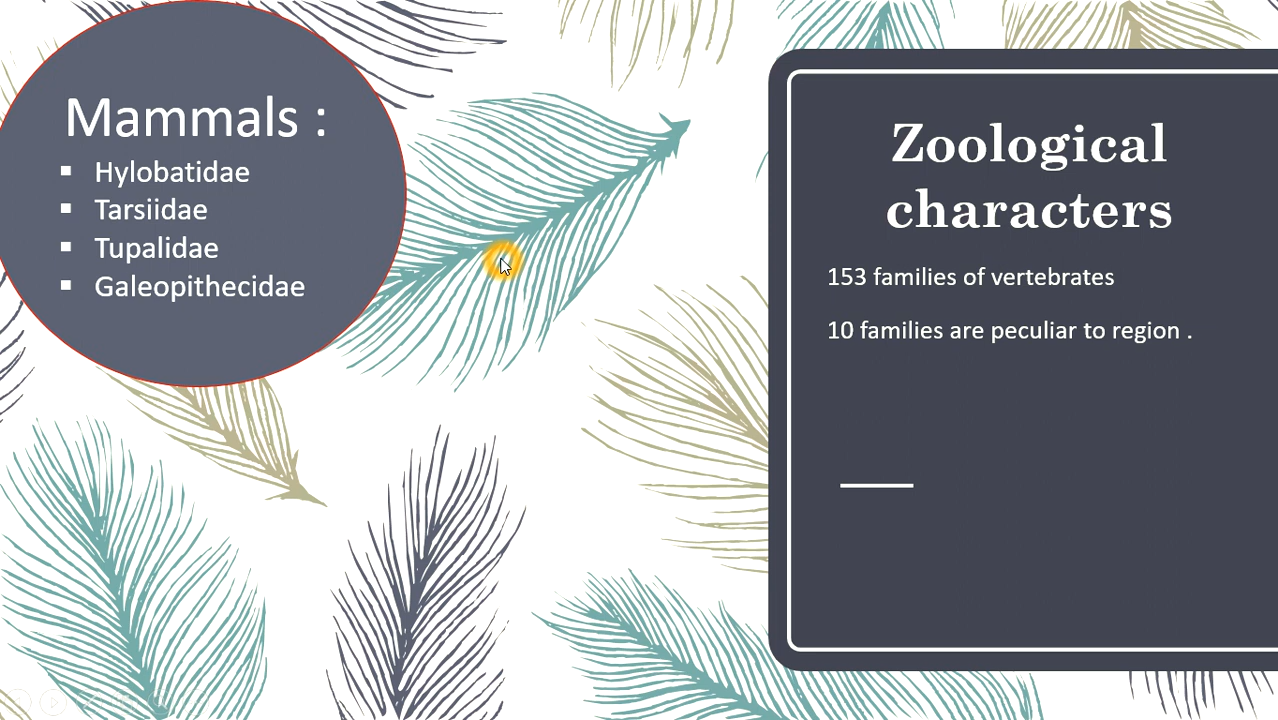 Mammals :
▪ Hylobatidae
▪ Tarsiidae
▪ Tupalidae
▪ Galeopithecidae
Zoological
characters
153 families of vertebrates
10 families are peculiar to region .